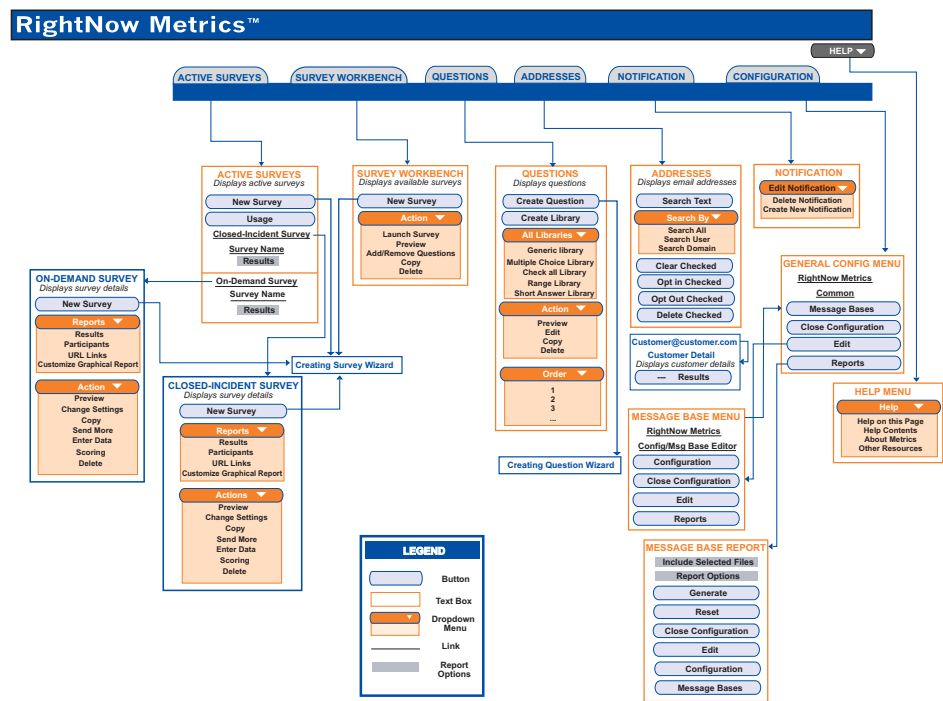 RightNow Metrics™
HELP
ACTIVE SURVEYS
SURVEY WORKBENCH
QUESTIONS
ADDRESSES
NOTIFICATION
CONFIGURATION
ACTIVE SURVEYS
Displays active surveys
New Survey
Usage
Closed-Incident Survey
Survey Name
Results
On-Demand Survey
Survey Name
Results
SURVEY WORKBENCH
Displays available surveys
New Survey
Action
Launch Survey
Preview
Add/Remove Questions
Copy
Delete
QUESTIONS
Displays questions
Create Question
Create Library
All Libraries
Generic library
Multiple Choice Library
Check all Library
Range Library
Short Answer Library
Action
Preview
Edit
Copy
Delete
Order
1
2
3
...
ADDRESSES
Displays email addresses
Search Text
Search By
Search All
Search User
Search Domain
Clear Checked
Opt in Checked
Opt Out Checked
Delete Checked
NOTIFICATION
Edit Notification
Delete Notification
Create New Notification
GENERAL CONFIG MENU
RightNow Metrics
Common
Message Bases
Close Configuration
Edit
Reports
ON-DEMAND SURVEY
Displays survey details
New Survey
Reports
Results
Participants
URL Links
Customize Graphical Report
Action
Preview
Change Settings
Copy
Send More
Enter Data
Scoring
Delete
Creating Survey Wizard
CLOSED-INCIDENT SURVEY
Displays survey details
New Survey
Reports
Results
Participants
URL Links
Customize Graphical Report
Actions
Preview
Change Settings
Copy
Send More
Enter Data
Scoring
Delete
Customer@customer.com
Customer Detail
Displays customer details
--- Results
HELP MENU
Help
Help on this Page
Help Contents
About Metrics
Other Resources
MESSAGE BASE MENU
RightNow Metrics
Config/Msg Base Editor
Configuration
Close Configuration
Edit
Reports
Creating Question Wizard
MESSAGE BASE REPORT
Include Selected Files
Report Options
Generate
Reset
Close Configuration
Edit
Configuration
Message Bases
LEGEND
Button
Text Box
Dropdown
Menu
Link
Report
Options